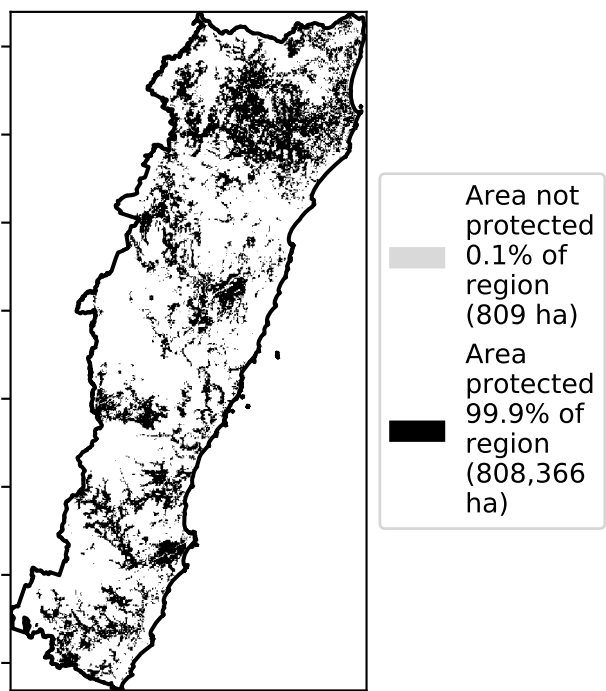 Area not
protected
0.1% of
region
(809 ha)
Area
protected
99.9% of
region
(808,366
ha)